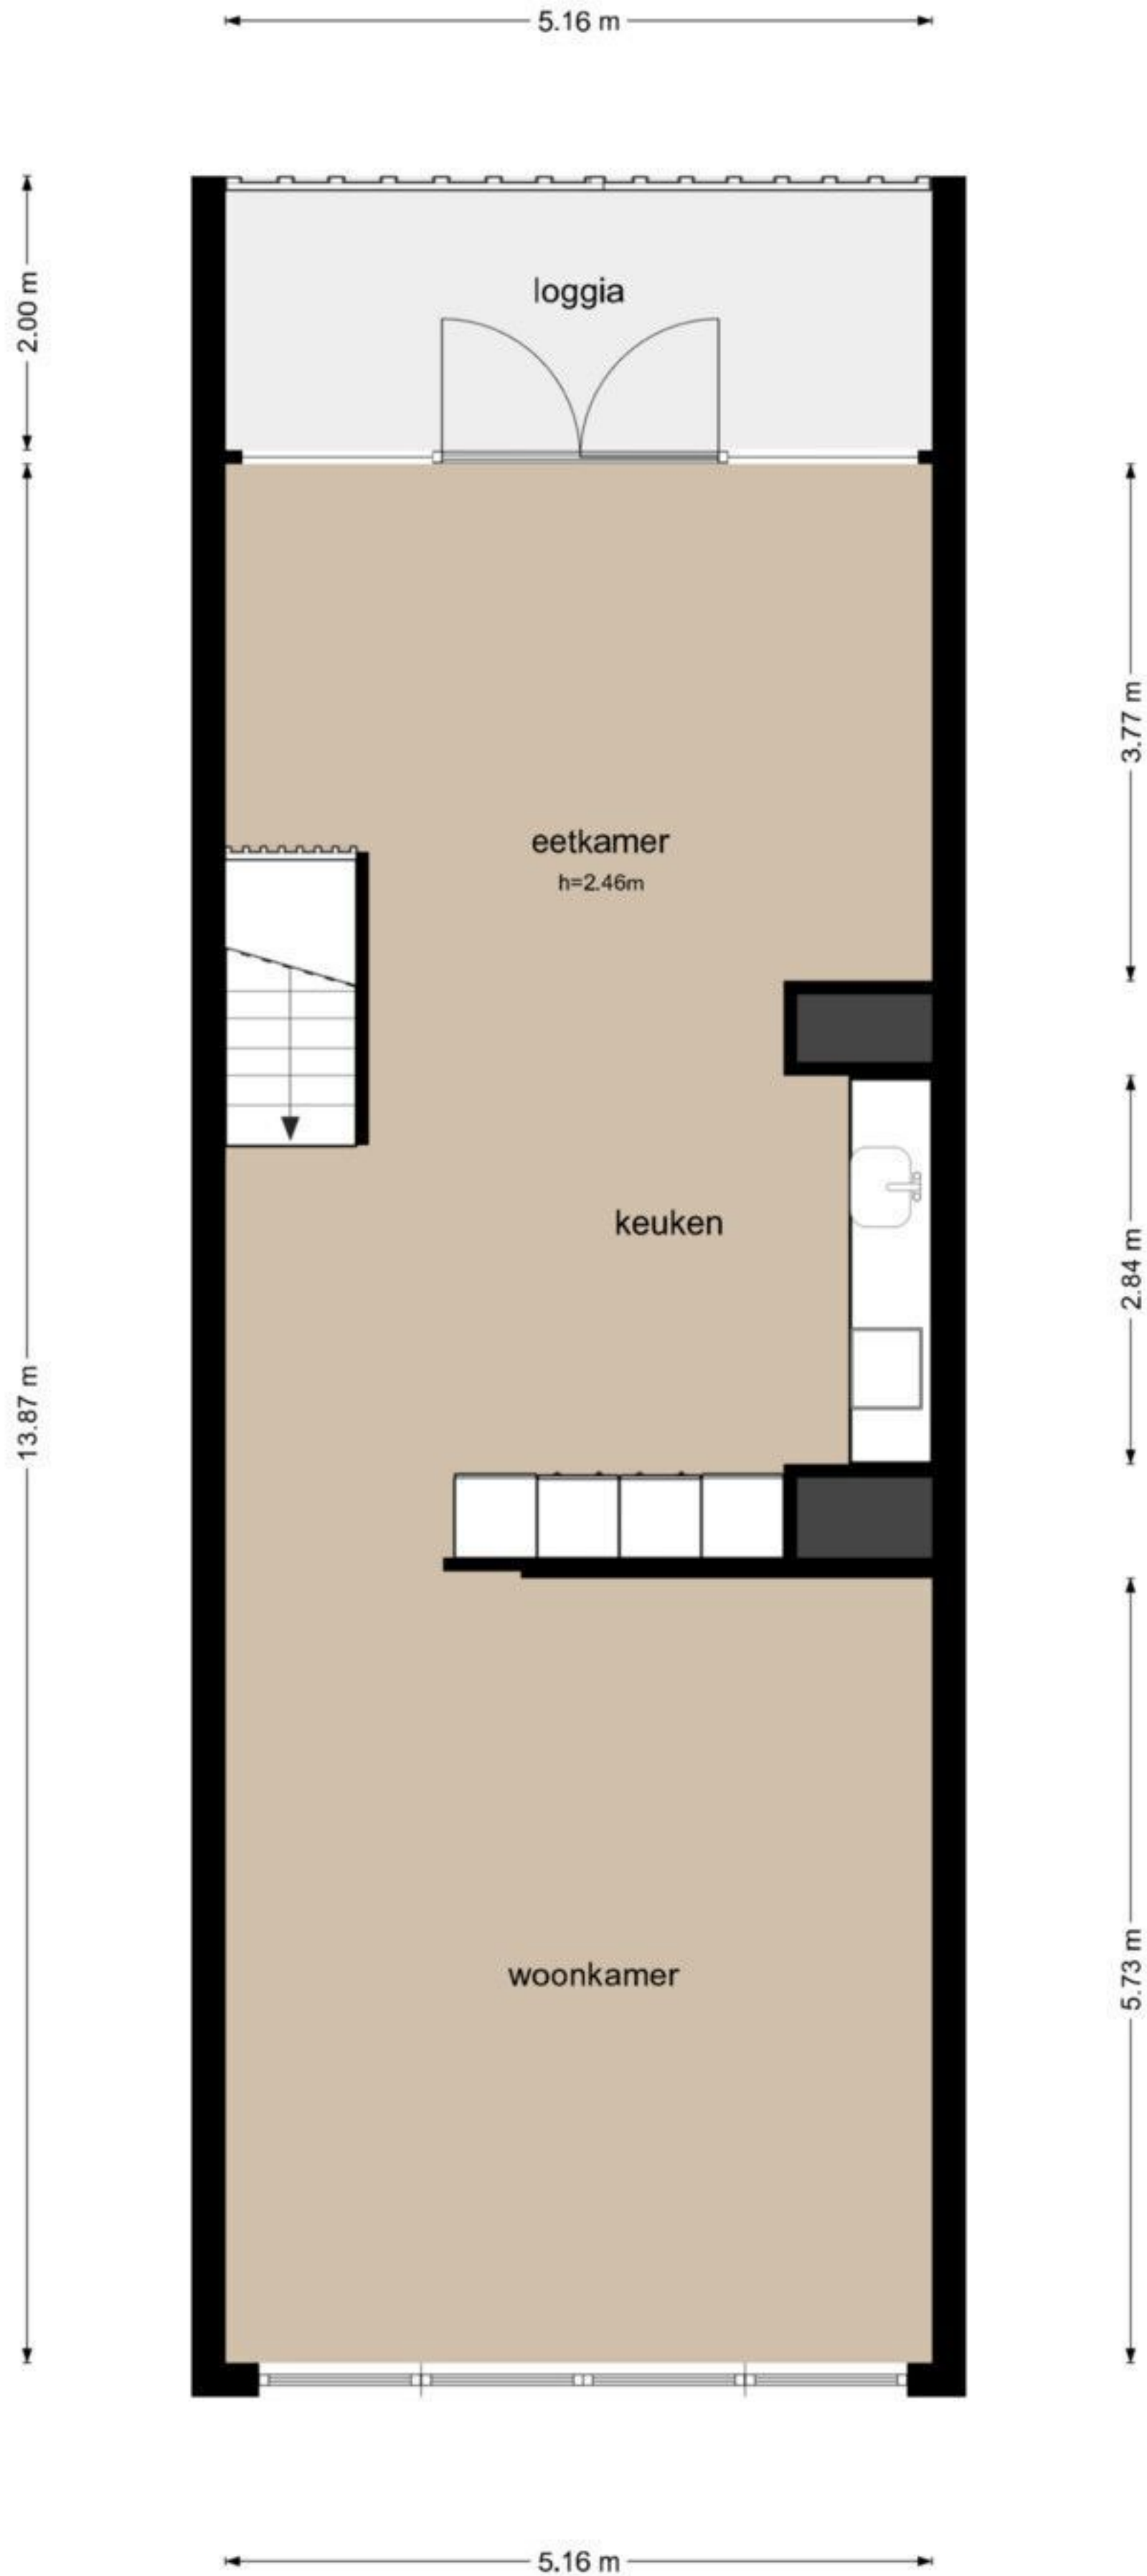 5.16 m
2.00 m
loggia
3.77 m
eetkamer
h=2.46m
keuken
2.84 m
13.87 m
woonkamer
5.73 m
5.16 m